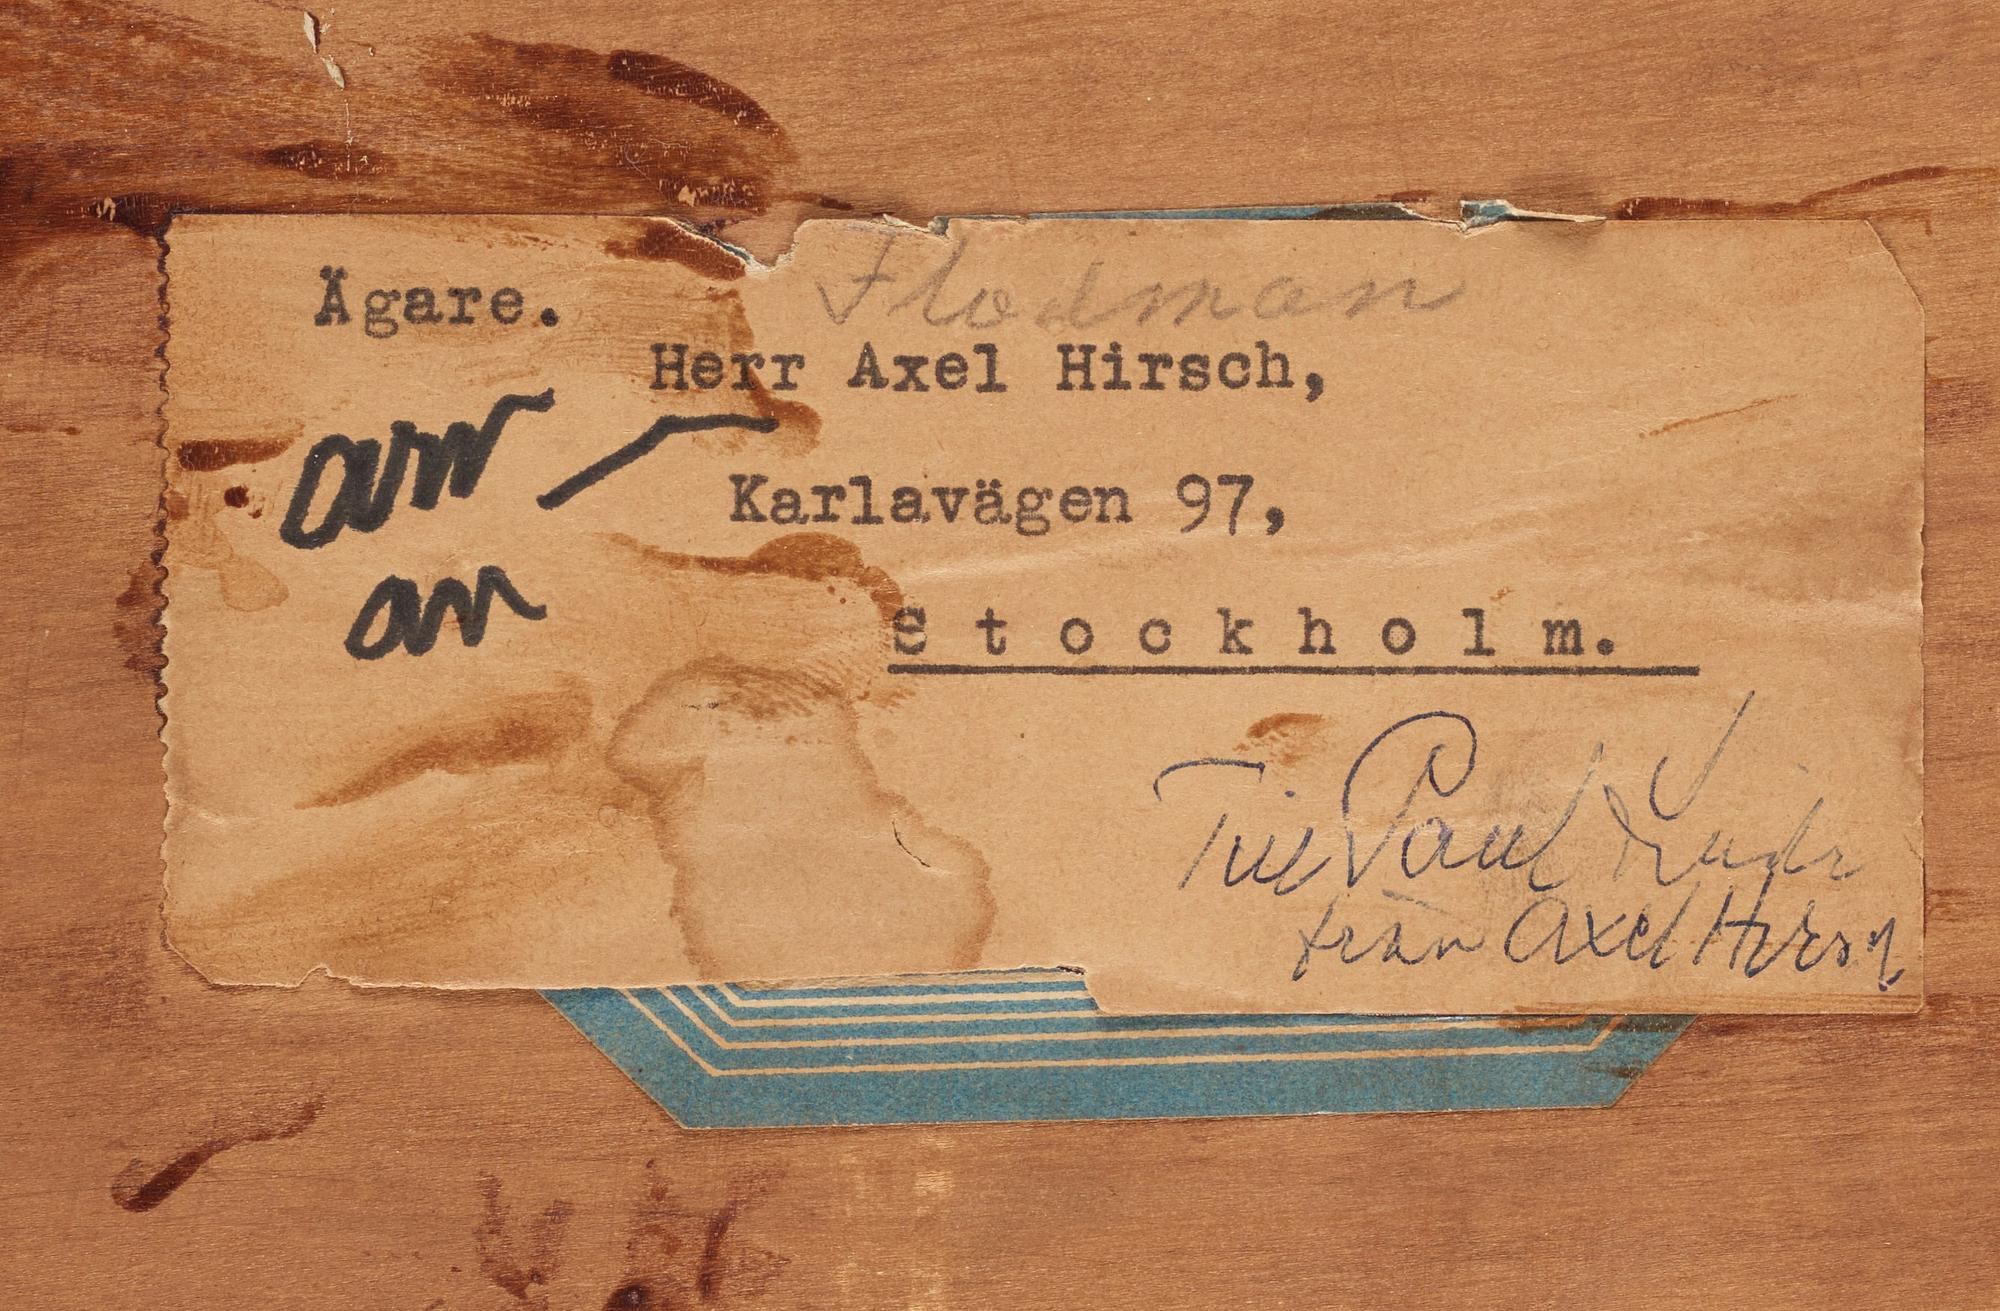 Flodman
Ägare.
Herr Axel Hirsch,
Karlavägen 97,
Stockholm.
Till Paul
från Axel Hirsch